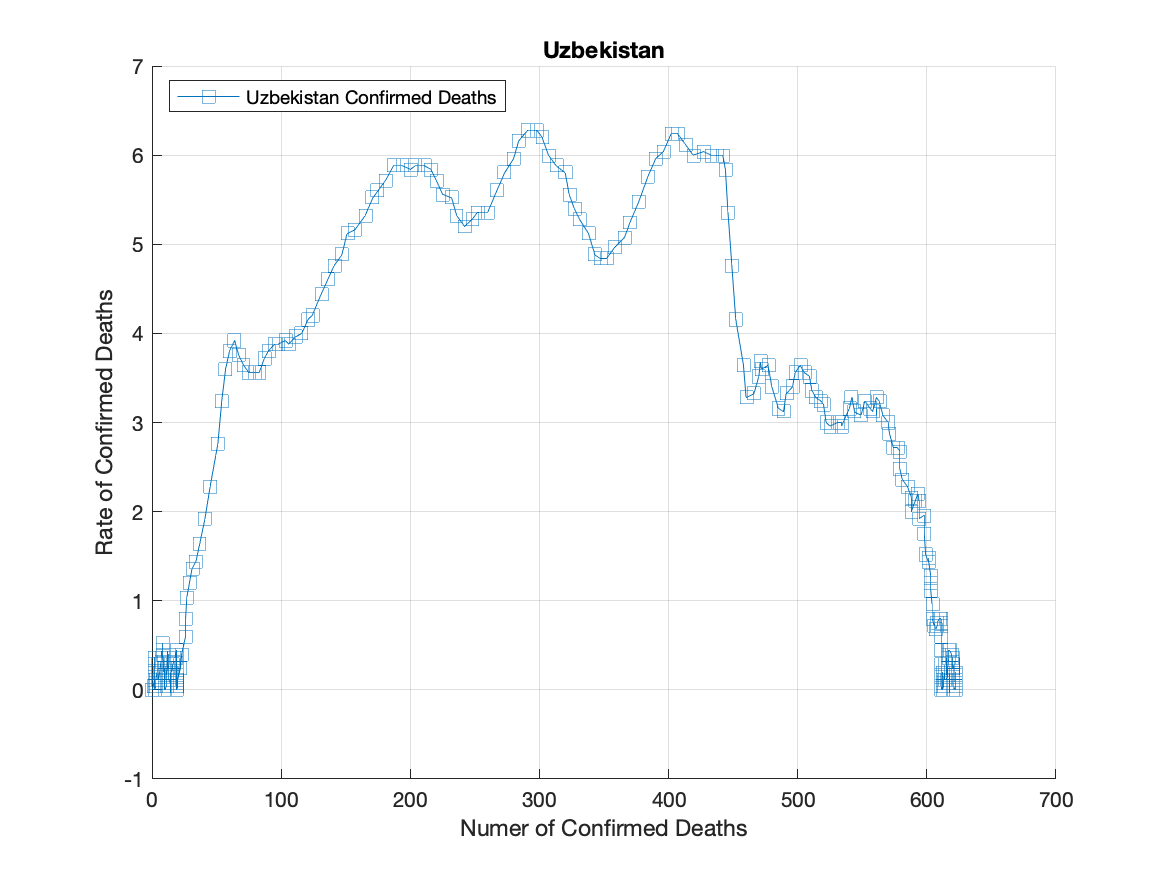 Uzbekistan
7
Uzbekistan Confirmed Deaths
6
5
4
3
2
1
0
-1
Rate of Confirmed Deaths
0 100 200 300 400 500 600 700
Numer of Confirmed Deaths